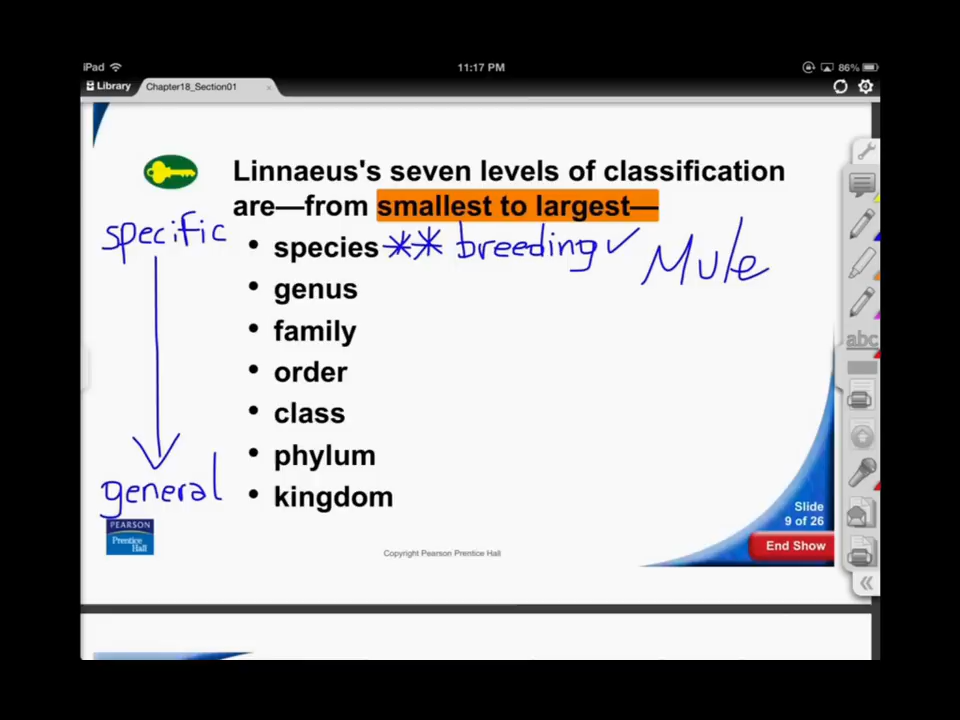 iPad 11:17 PM 86%
Library Chapter18_Section01 ×
Linnaeus's seven levels of classification
are—from smallest to largest—
specific
• species ** breeding ✓ Mule
• genus
• family
• order
• class
• phylum
general
• kingdom
abc
PEARSON
Prentice
Hall
Copyright Pearson Prentice Hall
Slide
9 of 26
End Show